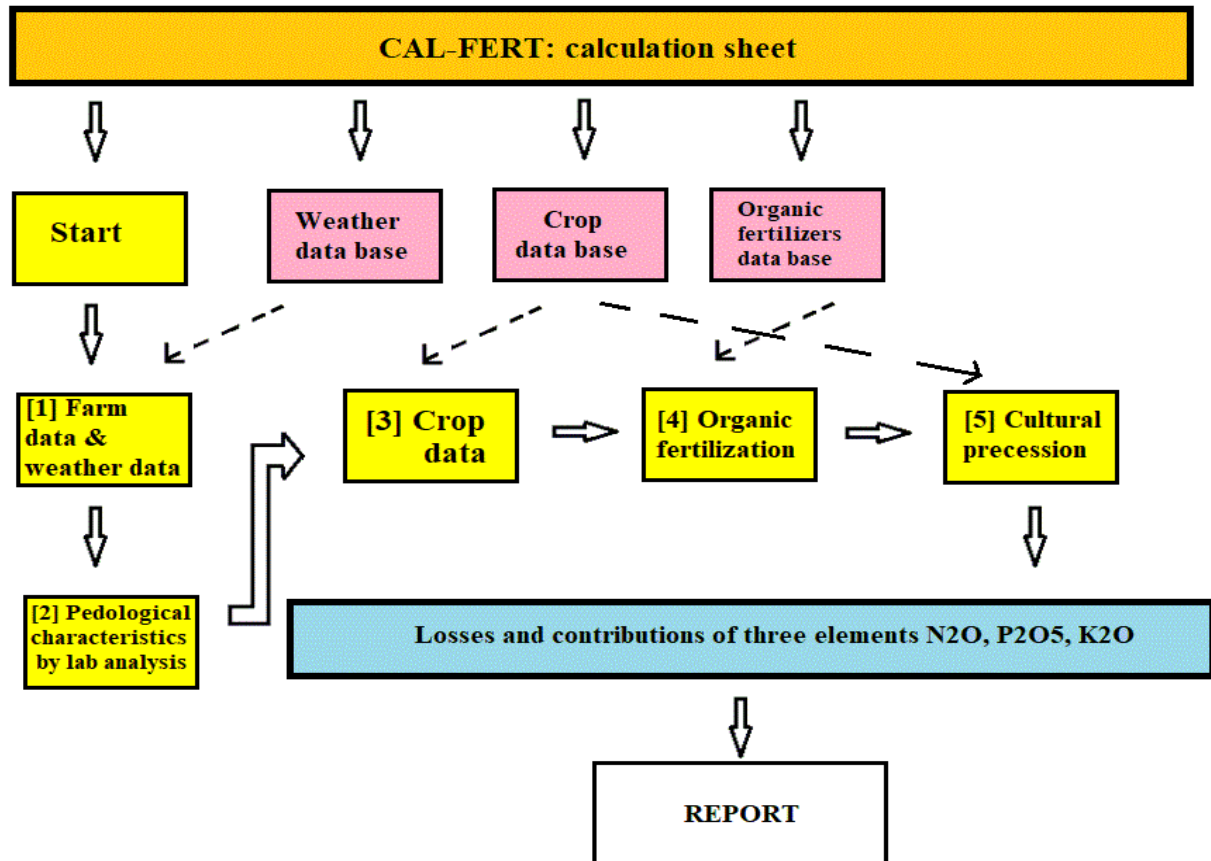 CAL-FERT: calculation sheet
Start
Weather
data base
Crop
data base
Organic
fertilizers
data base
[1] Farm
data &
weather data
[3] Crop
data
[4] Organic
fertilization
[5] Cultural
precession
[2] Pedological
characteristics
by lab analysis
Losses and contributions of three elements N2O, P2O5, K2O
REPORT